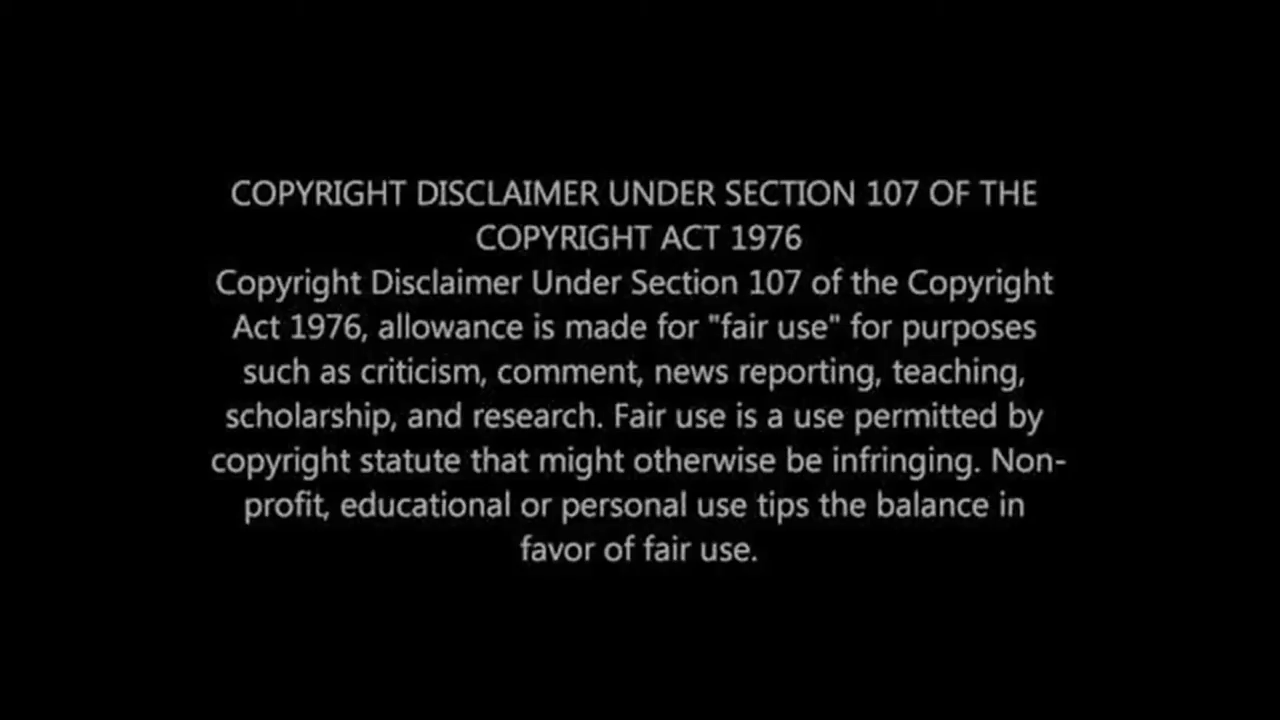 COPYRIGHT DISCLAIMER UNDER SECTION 107 OF THE
COPYRIGHT ACT 1976
Copyright Disclaimer Under Section 107 of the Copyright
Act 1976, allowance is made for "fair use" for purposes
such as criticism, comment, news reporting, teaching,
scholarship, and research. Fair use is a use permitted by
copyright statute that might otherwise be infringing. Non-
profit, educational or personal use tips the balance in
favor of fair use.